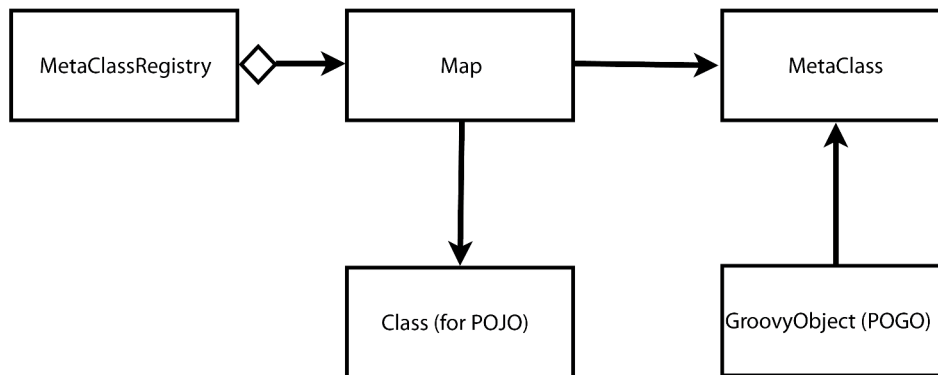 MetaClassRegistry
Map
MetaClass
Class (for POJO)
GroovyObject (POGO)